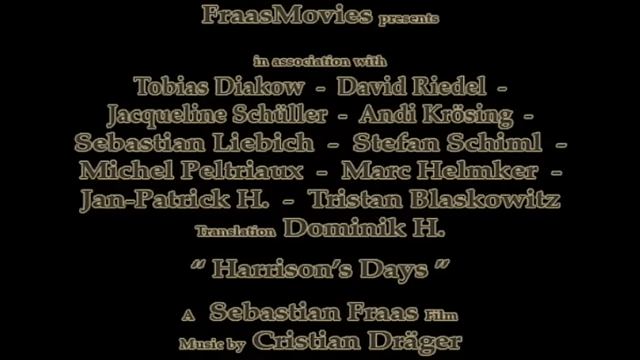 FraasMovies presents
in association with
Tobias Diakow - David Riedel -
Jacqueline Schüller - Andi Krösing -
Sebastian Liebich - Stefan Schiml -
Michel Peltriaux - Marc Helmker -
Jan-Patrick H. - Tristan Blaskowitz
Translation Dominik H.
“ Harrison’s Days ”
A Sebastian Fraas Film
Music by Cristian Dräger